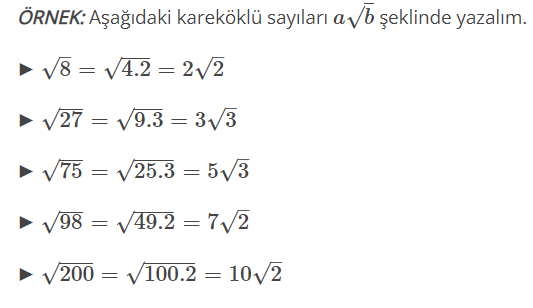 ÖRNEK: Aşağıdaki kareköklü sayıları a√b şeklinde yazalım.
► √8 = √4.2 = 2√2
► √27 = √9.3 = 3√3
► √75 = √25.3 = 5√3
► √98 = √49.2 = 7√2
► √200 = √100.2 = 10√2